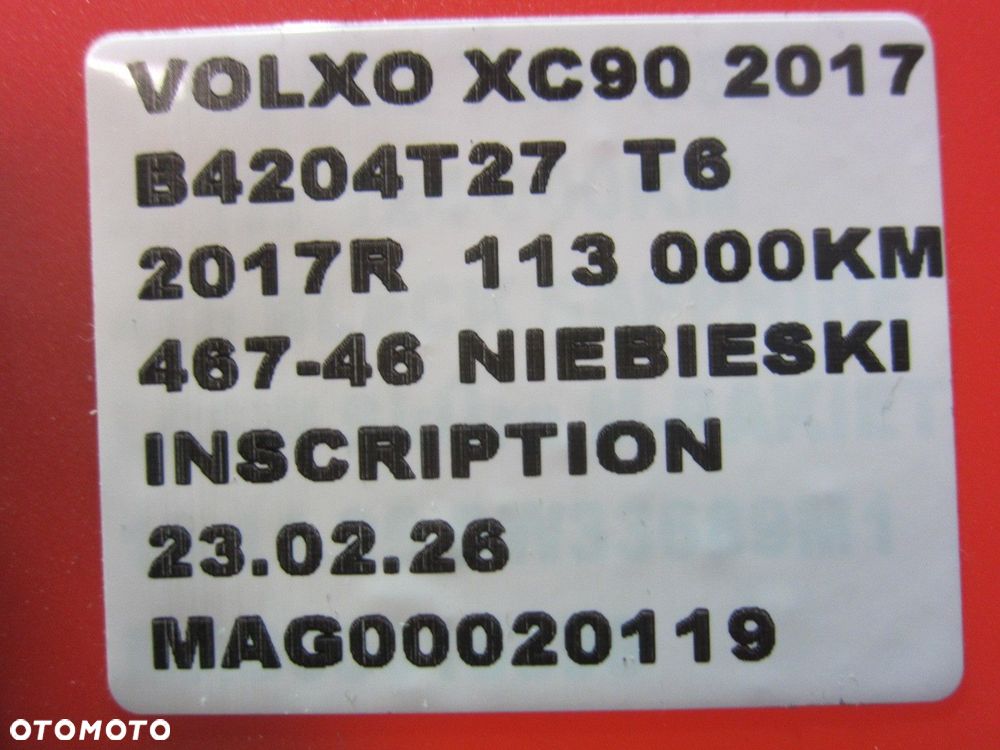 VOLXO XC90 2017
B4204T27 T6
2017R 113 000KM
467-46 NIEBIESKI
INSCRIPTION
23.02.26
MAG00020119
OTOMOTO